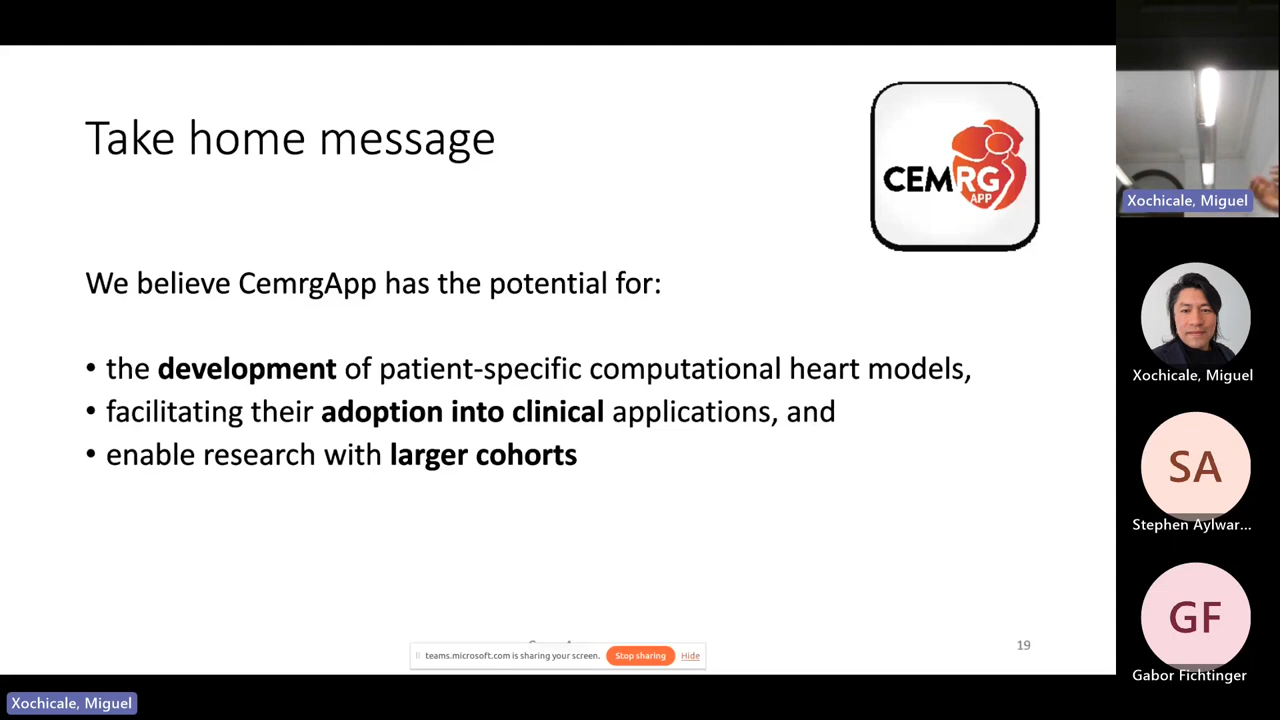 Take home message
CEMRG
APP
We believe CemrgApp has the potential for:
• the development of patient-specific computational heart models,
• facilitating their adoption into clinical applications, and
• enable research with larger cohorts
19
teams.microsoft.com is sharing your screen. Stop sharing Hide
Xochicale, Miguel
Xochicale, Miguel
SA
Stephen Aylwar...
GF
Gabor Fichtinger
Xochicale, Miguel